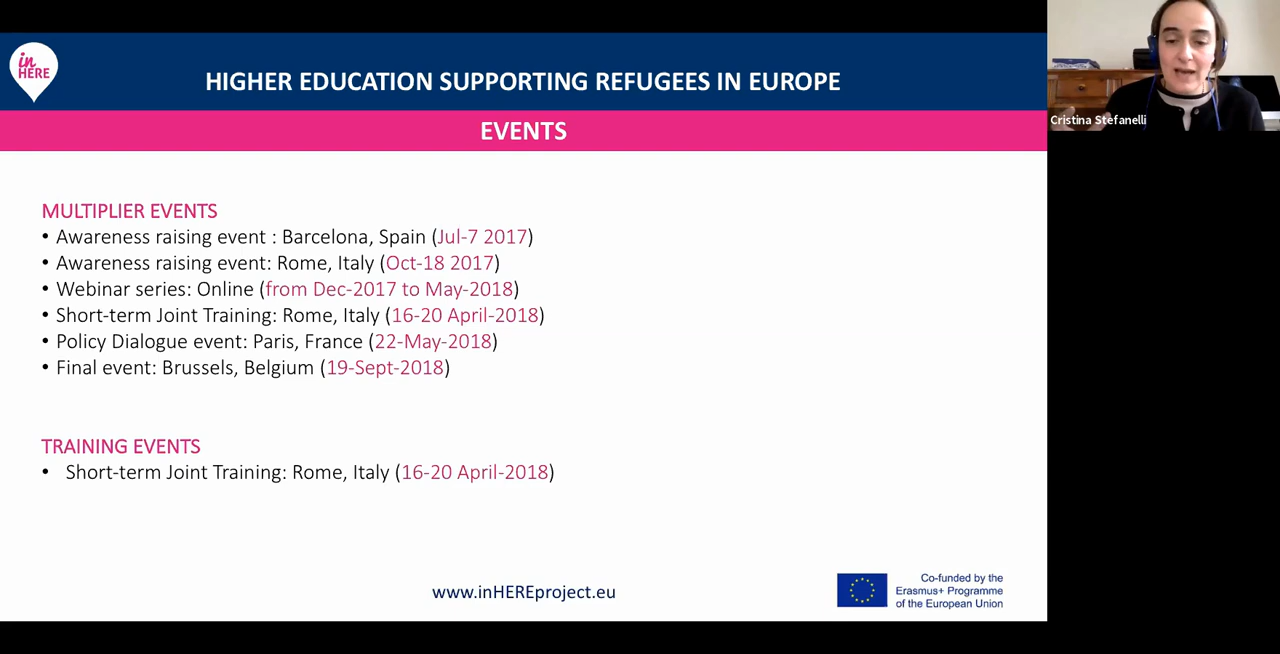 in
HERE
HIGHER EDUCATION SUPPORTING REFUGEES IN EUROPE
EVENTS
Cristina Stefanelli
MULTIPLIER EVENTS
• Awareness raising event : Barcelona, Spain (Jul-7 2017)
• Awareness raising event: Rome, Italy (Oct-18 2017)
• Webinar series: Online (from Dec-2017 to May-2018)
• Short-term Joint Training: Rome, Italy (16-20 April-2018)
• Policy Dialogue event: Paris, France (22-May-2018)
• Final event: Brussels, Belgium (19-Sept-2018)
TRAINING EVENTS
• Short-term Joint Training: Rome, Italy (16-20 April-2018)
www.inHEREproject.eu
Co-funded by the
Erasmus+ Programme
of the European Union